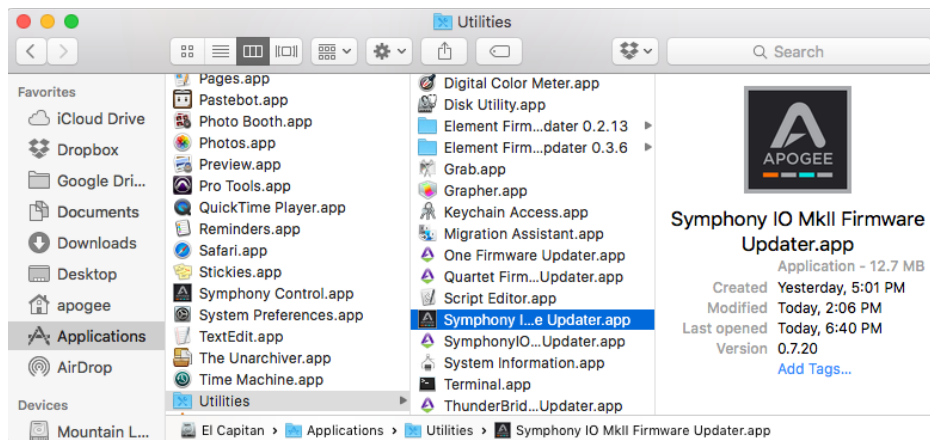 Utilities
Search
Favorites
iCloud Drive
Dropbox
Google Dri...
Documents
Downloads
Desktop
apogee
Applications
AirDrop
Devices
Mountain L...
Pages.app
Pastebot.app
Photo Booth.app
Photos.app
Preview.app
Pro Tools.app
QuickTime Player.app
Reminders.app
Safari.app
Stickies.app
Symphony Control.app
System Preferences.app
TextEdit.app
The Unarchiver.app
Time Machine.app
Utilities
Digital Color Meter.app
Disk Utility.app
Element Firm...dater 0.2.13
Element Firm...pdater 0.3.6
Grab.app
Grapher.app
Keychain Access.app
Migration Assistant.app
One Firmware Updater.app
Quartet Firm...Updater.app
Script Editor.app
Symphony I...e Updater.app
SymphonyIO...Updater.app
System Information.app
Terminal.app
ThunderBrid...Updater.app
APOGEE
Symphony IO MkII Firmware
Updater.app
Application - 12.7 MB
Created Yesterday, 5:01 PM
Modified Today, 2:06 PM
Last opened Today, 6:40 PM
Version 0.7.20
Add Tags...
El Capitan › Applications › Utilities › Symphony IO MkII Firmware Updater.app